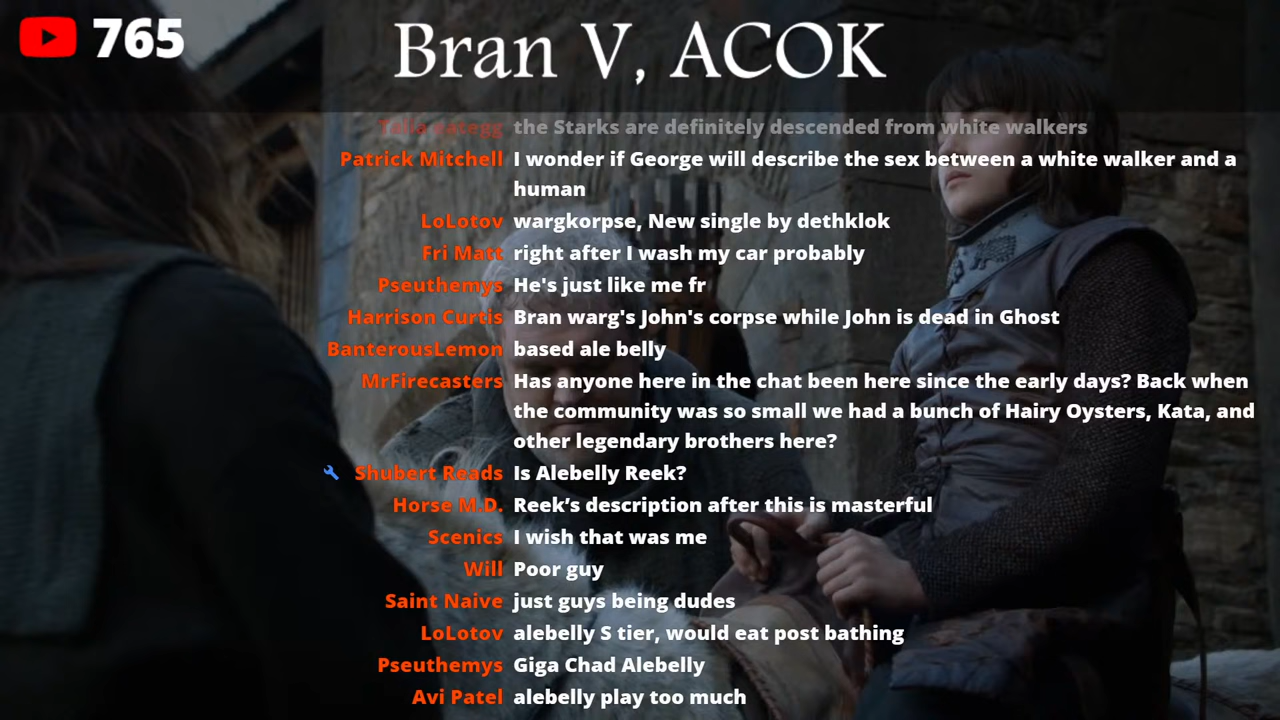 765
Bran V, ACOK
the Starks are definitely descended from white walkers
Patrick Mitchell I wonder if George will describe the sex between a white walker and a
human
LoLotov wargkorpse, New single by dethklok
Fri Matt right after I wash my car probably
Pseuthemys He's just like me fr
Harrison Curtis Bran warg's John's corpse while John is dead in Ghost
BanterousLemon based ale belly
MrFirecasters Has anyone here in the chat been here since the early days? Back when
the community was so small we had a bunch of Hairy Oysters, Kata, and
other legendary brothers here?
Shubert Reads Is Alebelly Reek?
Horse M.D. Reek’s description after this is masterful
Scenics I wish that was me
Will Poor guy
Saint Naive just guys being dudes
LoLotov alebelly S tier, would eat post bathing
Pseuthemys Giga Chad Alebelly
Avi Patel alebelly play too much